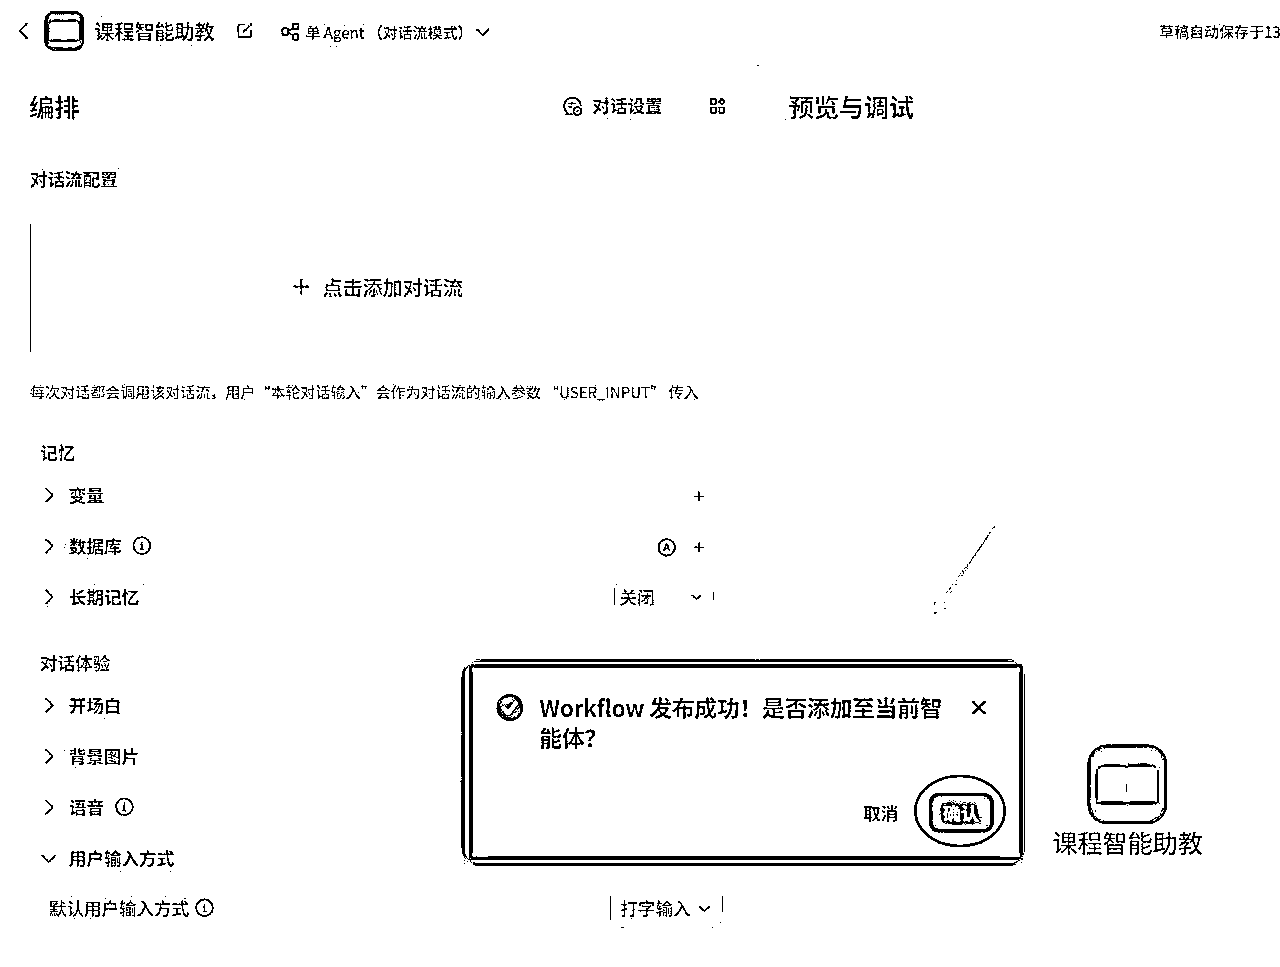 课程智能助教 单 Agent （对话流模式） 草稿自动保存于13
编排 对话设置 预览与调试
对话流配置
+ 点击添加对话流
每次对话都会调用该对话流，用户“本轮对话输入”会作为对话流的输入参数 “USER_INPUT” 传入
记忆
变量 +
数据库 +
长期记忆 关闭
对话体验
开场白
背景图片
语音
用户输入方式
默认用户输入方式 打字输入
Workflow 发布成功！是否添加至当前智
能体？
取消 确认
课程智能助教